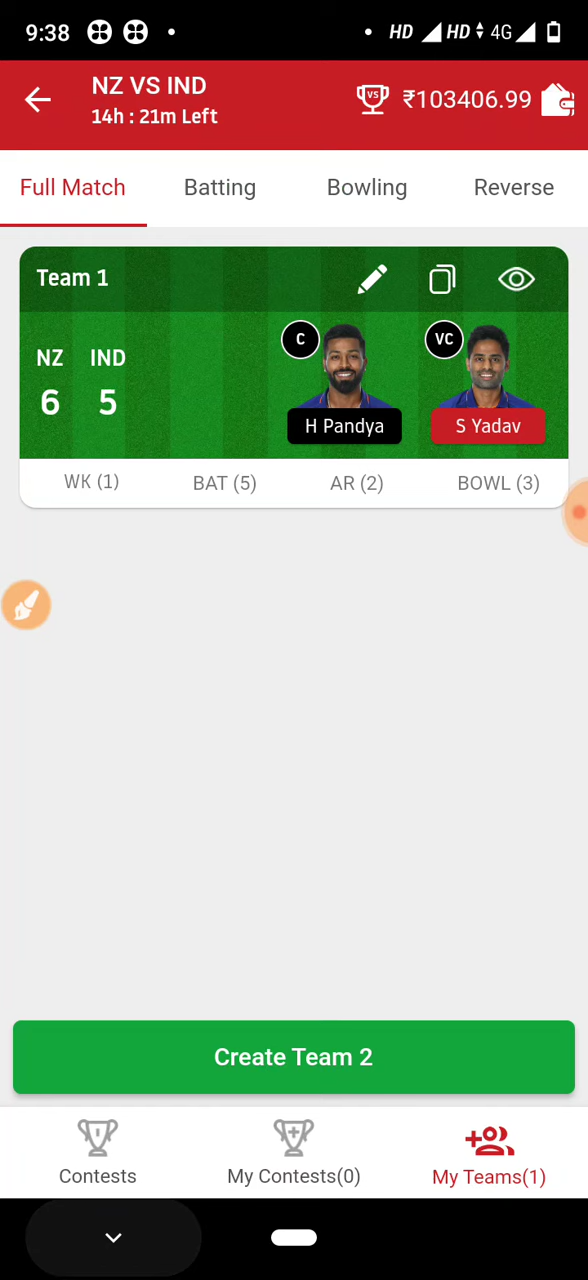 9:38 HD HD 4G
NZ VS IND
14h : 21m Left
VS
₹103406.99
Full Match Batting Bowling Reverse
Team 1
NZ IND
6 5
C VC
H Pandya S Yadav
WK (1) BAT (5) AR (2) BOWL (3)
Create Team 2
Contests My Contests(0) My Teams(1)